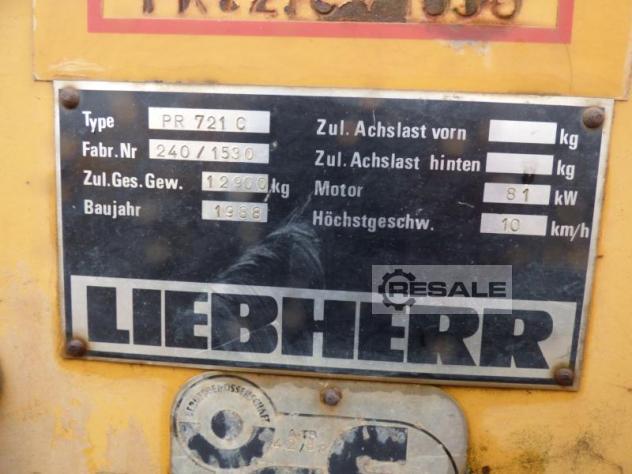 Type PR 721 C
Fabr.Nr 240/1530
Zul.Ges.Gew. 12900 kg
Baujahr 1988
Zul. Achslast vorn kg
Zul. Achslast hinten kg
Motor 81 kW
Höchstgeschw. 10 km/h
RESALE
LIEBHERR